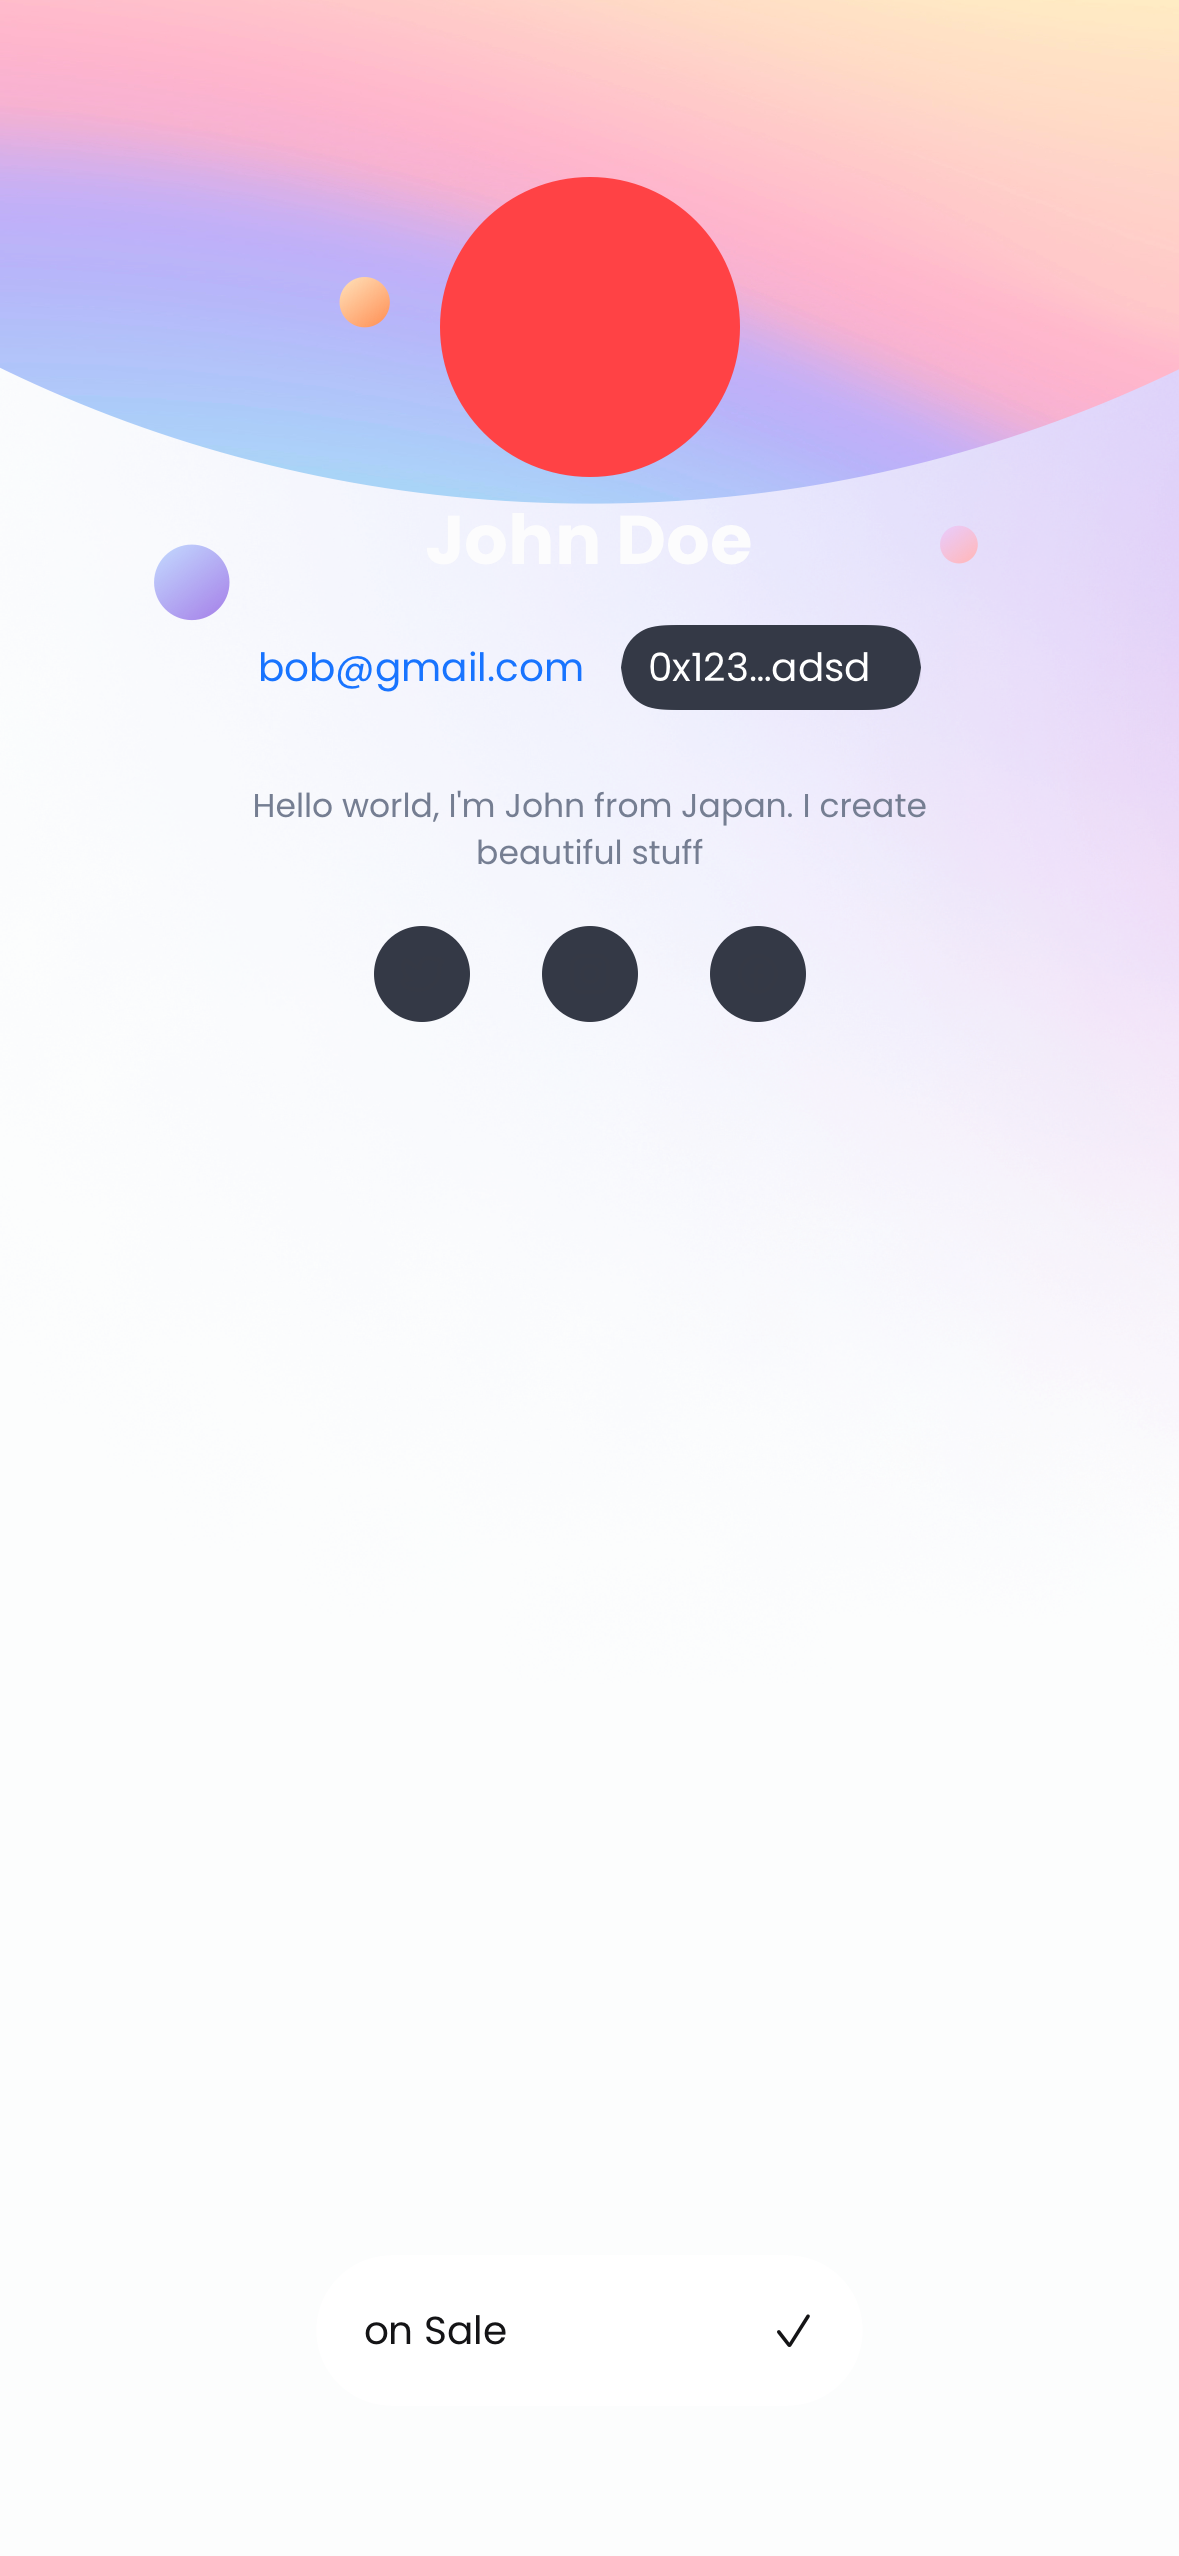 John Doe
bob@gmail.com 0x123...adsd
Hello world, I'm John from Japan. I create
beautiful stuff
on Sale